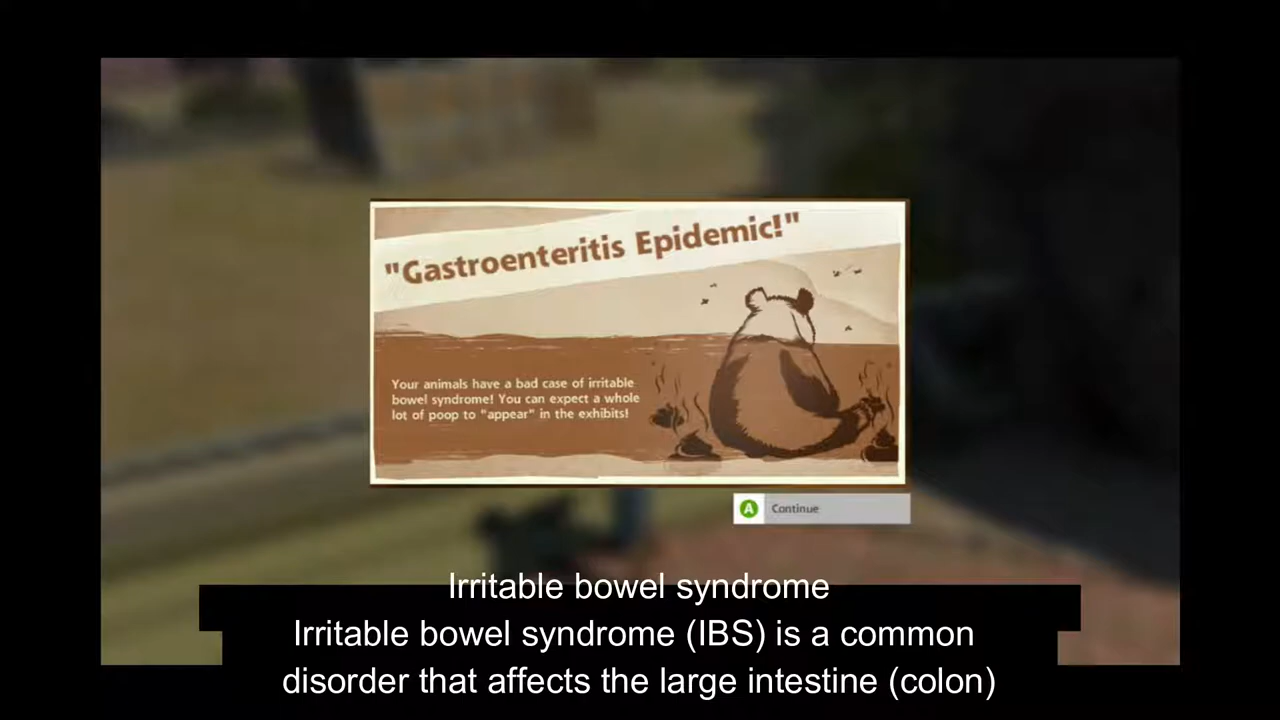 "Gastroenteritis Epidemic!"
Your animals have a bad case of irritable
bowel syndrome! You can expect a whole
lot of poop to "appear" in the exhibits!
A Continue
Irritable bowel syndrome
Irritable bowel syndrome (IBS) is a common
disorder that affects the large intestine (colon)